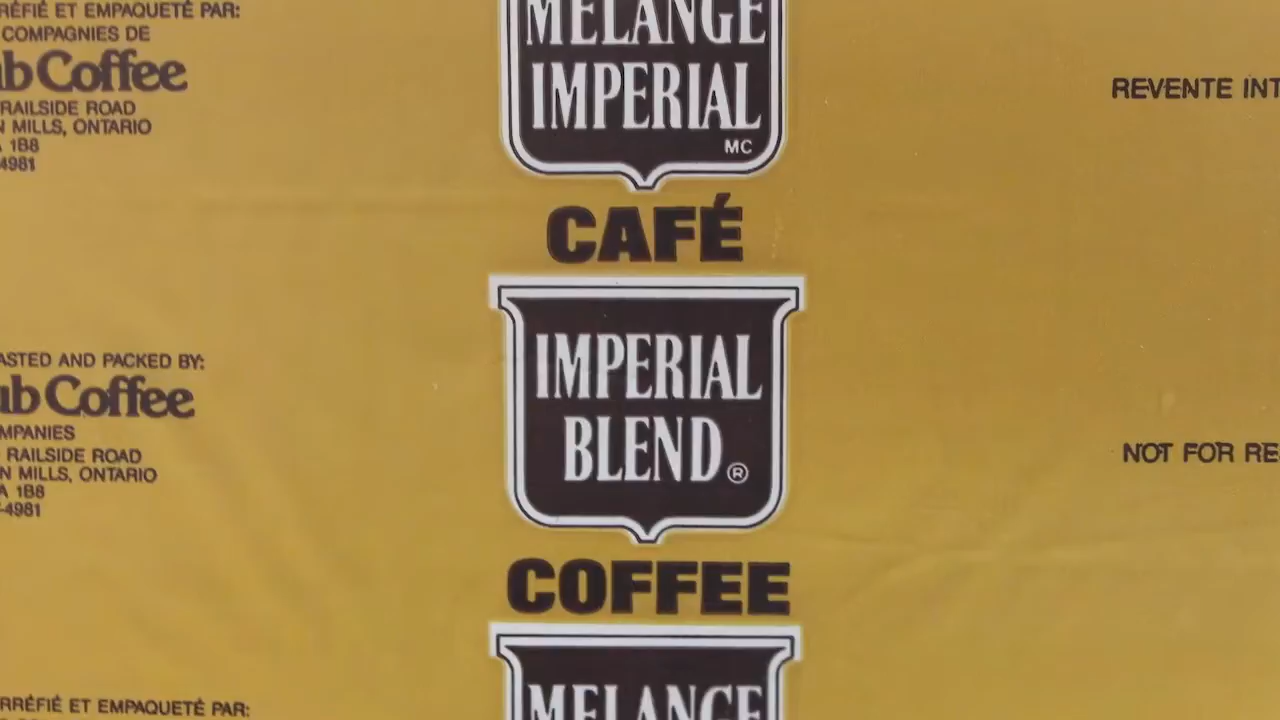 RRÉFIÉ ET EMPAQUETÉ PAR:
COMPAGNIES DE
ub Coffee
RAILSIDE ROAD
N MILLS, ONTARIO
1B8
4981
MÉLANGE
IMPERIAL
MC
CAFÉ
REVENTE INT
ASTED AND PACKED BY:
ub Coffee
MPANIES
RAILSIDE ROAD
N MILLS, ONTARIO
A 1B8
-4981
IMPERIAL
BLEND ®
COFFEE
NOT FOR RE
RRÉFIÉ ET EMPAQUETÉ PAR:
MELANGE